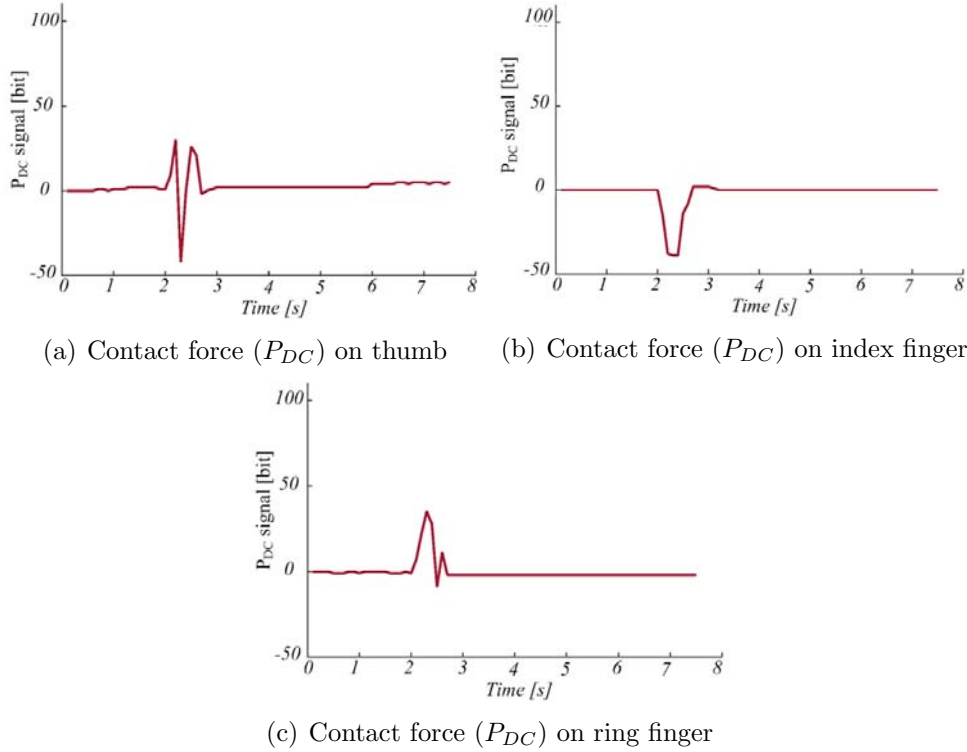 100
50
0
-50
P_DC signal [bit]
0 1 2 3 4 5 6 7 8
Time [s]
(a) Contact force (P_DC) on thumb
100
50
0
-50
P_DC signal [bit]
0 1 2 3 4 5 6 7 8
Time [s]
(b) Contact force (P_DC) on index finger
100
50
0
-50
P_DC signal [bit]
0 1 2 3 4 5 6 7 8
Time [s]
(c) Contact force (P_DC) on ring finger